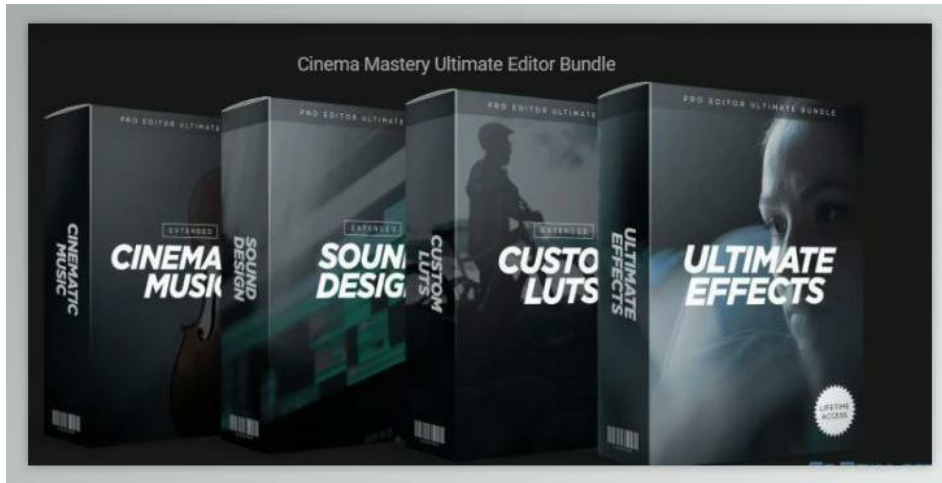 Cinema Mastery Ultimate Editor Bundle
PRO EDITOR ULTIMATE
EXTENDED
CINEMA
MUSIC
CINEMATIC
MUSIC
PRO EDITOR ULTIMATE
EXTENDED
SOUN
DESIG
SOUND
DESIGN
PRO EDITOR ULTIMATE
EXTENDED
CUSTO
LUTS
CUSTOM
LUTS
PRO EDITOR ULTIMATE BUNDLE
ULTIMATE
EFFECTS
ULTIMATE
EFFECTS
LIFETIME
ACCESS